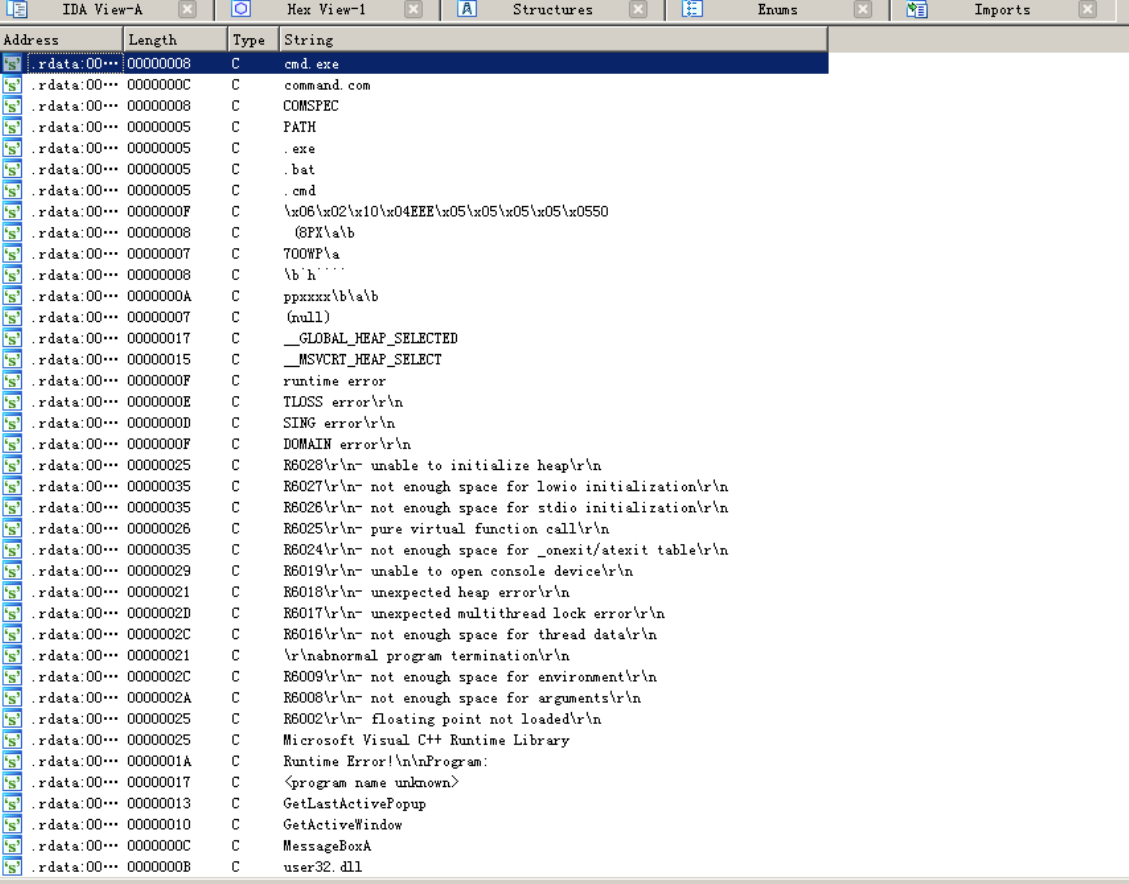 IDA View-A Hex View-1 Structures Enums Imports
Address Length Type String
.rdata:00… 00000008 C cmd.exe
.rdata:00… 0000000C C command.com
.rdata:00… 00000008 C COMSPEC
.rdata:00… 00000005 C PATH
.rdata:00… 00000005 C .exe
.rdata:00… 00000005 C .bat
.rdata:00… 00000005 C .cmd
.rdata:00… 0000000F C \x06\x02\x10\x04EEE\x05\x05\x05\x05\x0550
.rdata:00… 00000008 C (8PX\a\b
.rdata:00… 00000007 C 700WP\a
.rdata:00… 00000008 C \b`h````
.rdata:00… 0000000A C ppxxxx\b\a\b
.rdata:00… 00000007 C (null)
.rdata:00… 00000017 C __GLOBAL_HEAP_SELECTED
.rdata:00… 00000015 C __MSVCRT_HEAP_SELECT
.rdata:00… 0000000F C runtime error
.rdata:00… 0000000E C TLOSS error\r\n
.rdata:00… 0000000D C SING error\r\n
.rdata:00… 0000000F C DOMAIN error\r\n
.rdata:00… 00000025 C R6028\r\n- unable to initialize heap\r\n
.rdata:00… 00000035 C R6027\r\n- not enough space for lowio initialization\r\n
.rdata:00… 00000035 C R6026\r\n- not enough space for stdio initialization\r\n
.rdata:00… 00000026 C R6025\r\n- pure virtual function call\r\n
.rdata:00… 00000035 C R6024\r\n- not enough space for _onexit/atexit table\r\n
.rdata:00… 00000029 C R6019\r\n- unable to open console device\r\n
.rdata:00… 00000021 C R6018\r\n- unexpected heap error\r\n
.rdata:00… 0000002D C R6017\r\n- unexpected multithread lock error\r\n
.rdata:00… 0000002C C R6016\r\n- not enough space for thread data\r\n
.rdata:00… 00000021 C \r\nabnormal program termination\r\n
.rdata:00… 0000002C C R6009\r\n- not enough space for environment\r\n
.rdata:00… 0000002A C R6008\r\n- not enough space for arguments\r\n
.rdata:00… 00000025 C R6002\r\n- floating point not loaded\r\n
.rdata:00… 00000025 C Microsoft Visual C++ Runtime Library
.rdata:00… 0000001A C Runtime Error!\n\nProgram:
.rdata:00… 00000017 C <program name unknown>
.rdata:00… 00000013 C GetLastActivePopup
.rdata:00… 00000010 C GetActiveWindow
.rdata:00… 0000000C C MessageBoxA
.rdata:00… 0000000B C user32.dll